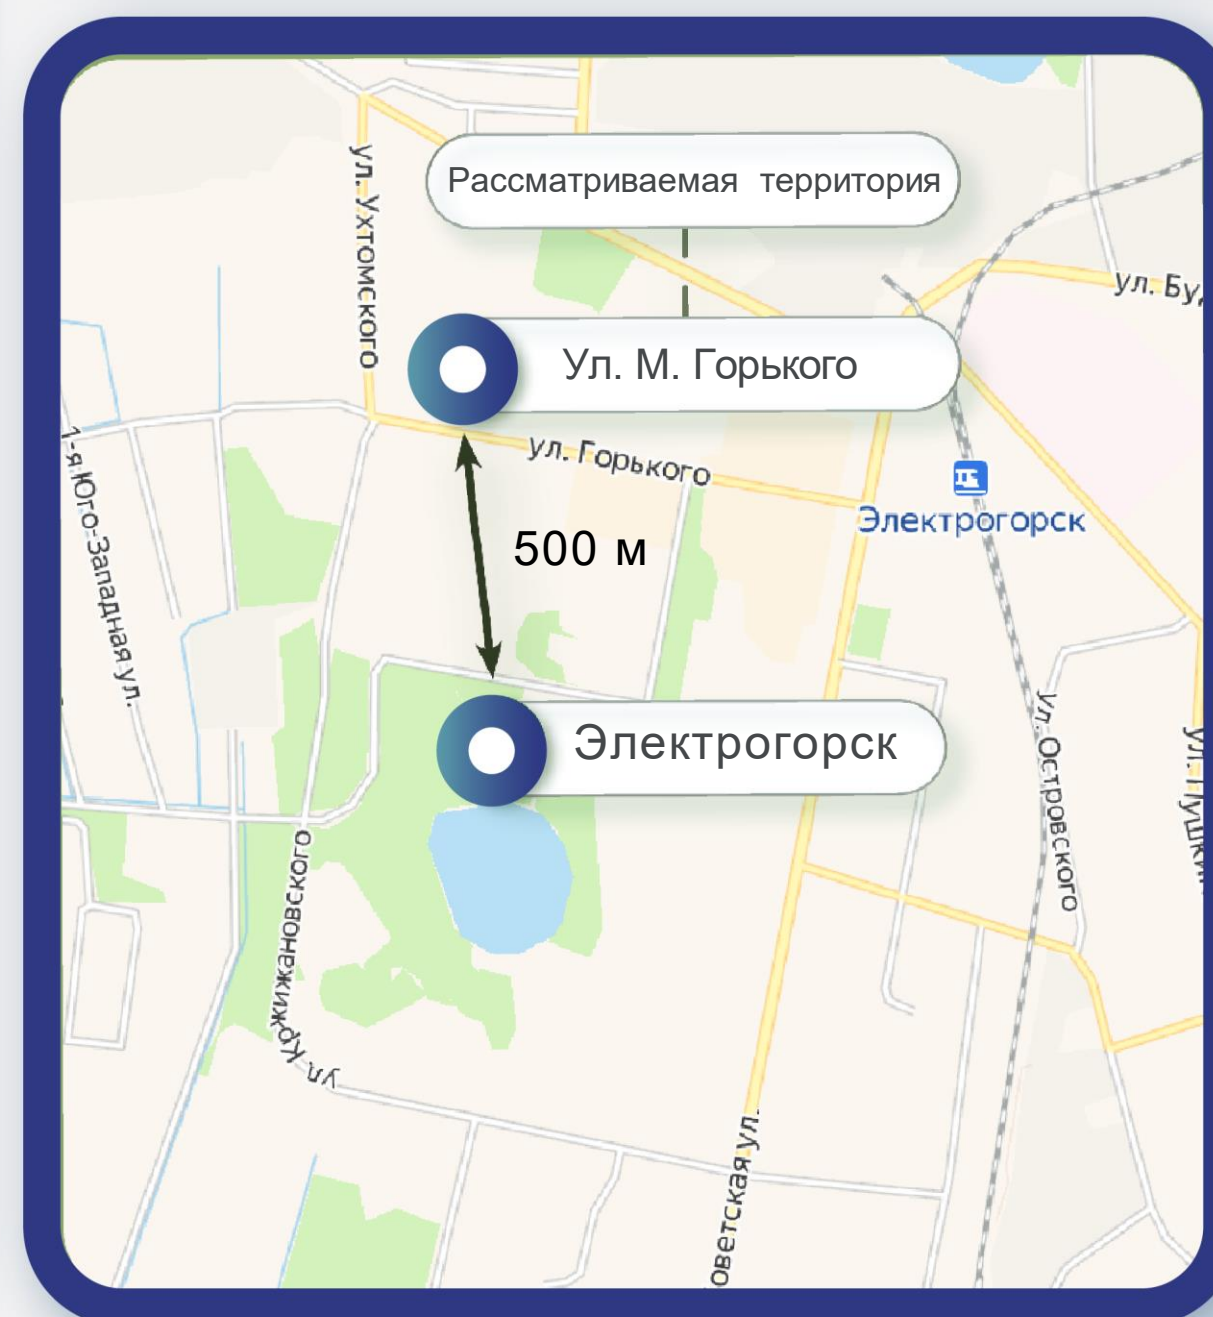 Рассматриваемая территория
ул. Ухтомского
ул. Бу
Ул. М. Горького
ул. Горького
1-я Юго-Западная ул.
Электрогорск
500 м
Электрогорск
Ул. Островского
ул. Пушки
ул. Кржижановского
оветская ул.